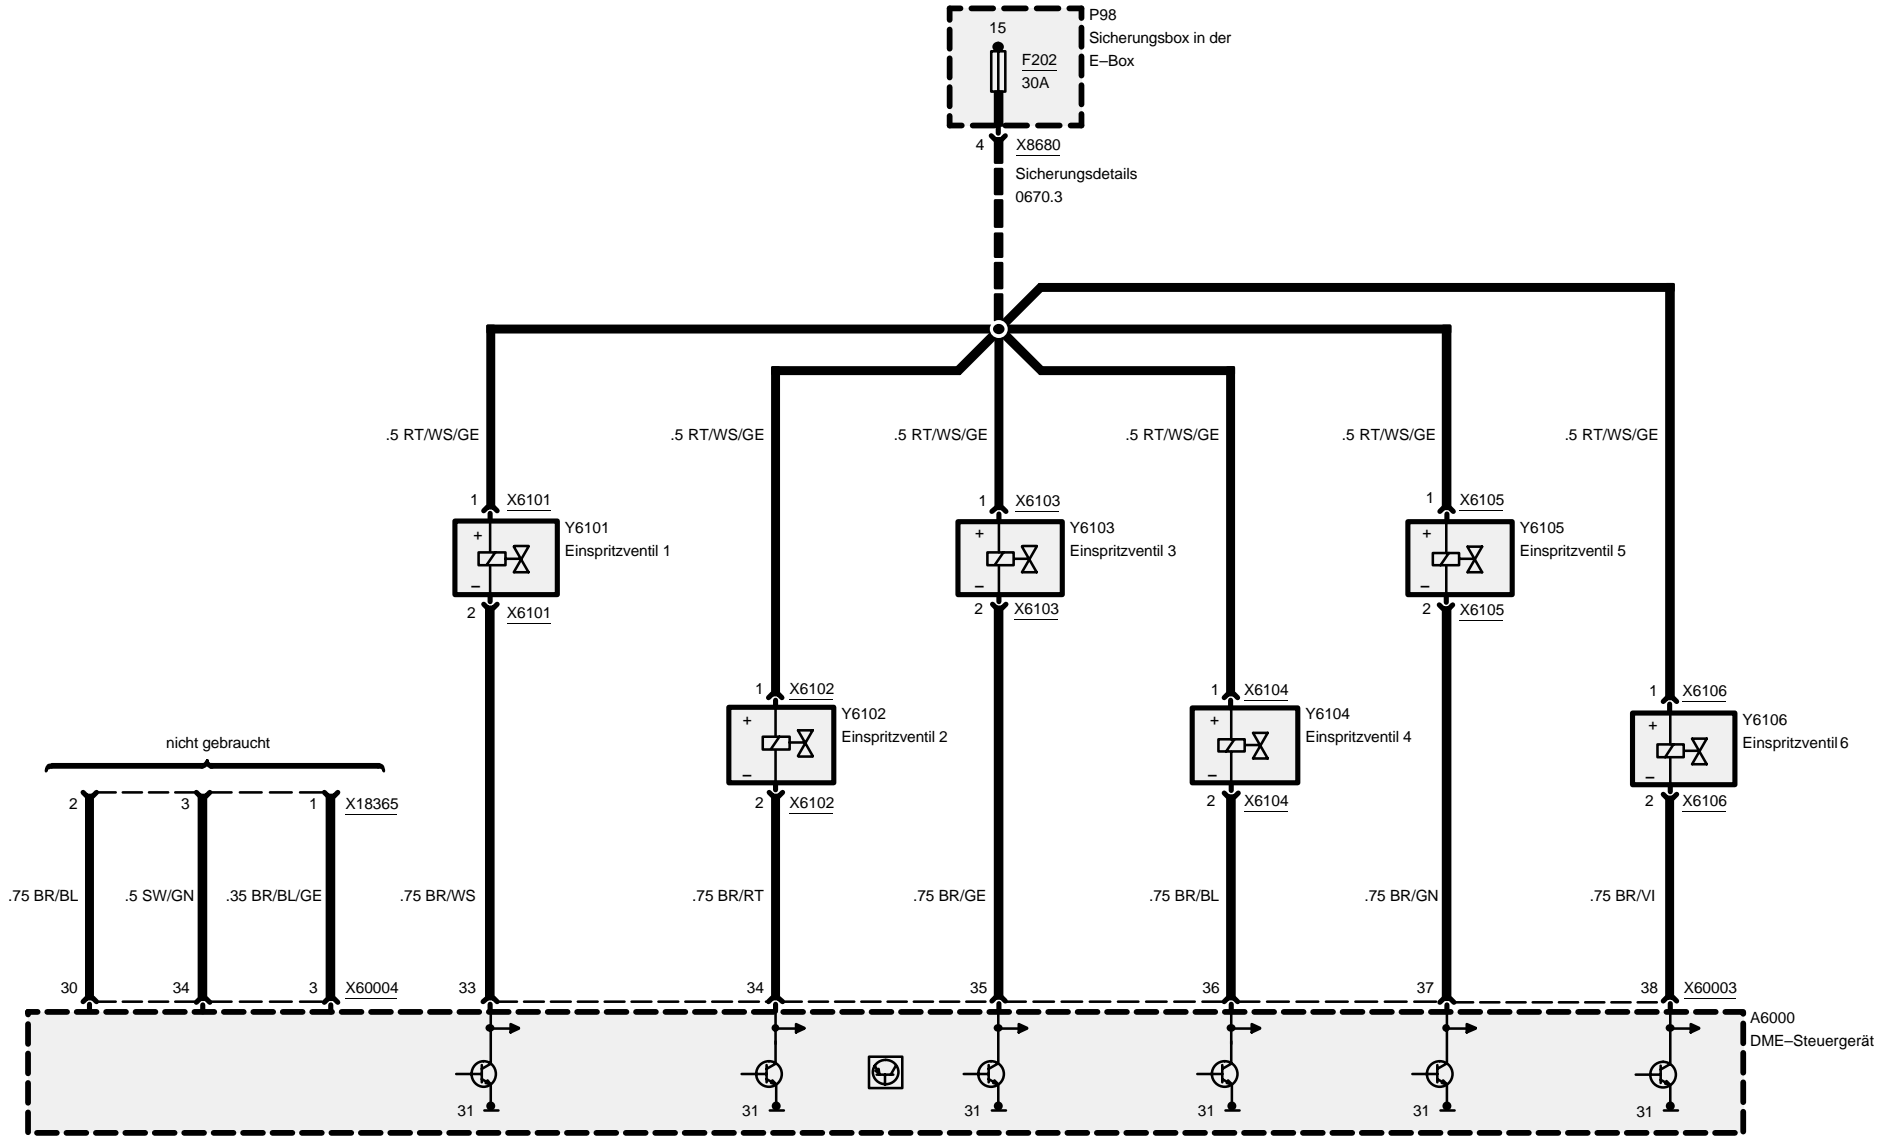 P98
15
Sicherungsbox in der
F202
E–Box
30A
4 X8680
Sicherungsdetails
0670.3
.5 RT/WS/GE .5 RT/WS/GE .5 RT/WS/GE .5 RT/WS/GE .5 RT/WS/GE .5 RT/WS/GE
1 X6101 1 X6103 1 X6105
Y6101 Y6103 Y6105
+ + +
Einspritzventil 1 Einspritzventil 3 Einspritzventil 5
– – –
2 X6101 2 X6103 2 X6105
1 X6102 1 X6104 1 X6106
Y6102 Y6104 Y6106
+ + +
Einspritzventil 2 Einspritzventil 4 Einspritzventil 6
– – –
nicht gebraucht
2 3 1 X18365 2 X6102 2 X6104 2 X6106
.75 BR/BL .5 SW/GN .35 BR/BL/GE .75 BR/WS .75 BR/RT .75 BR/GE .75 BR/BL .75 BR/GN .75 BR/VI
30 34 3 X60004 33 34 35 36 37 38 X60003
A6000
DME–Steuergerät
31 31 31 31 31 31